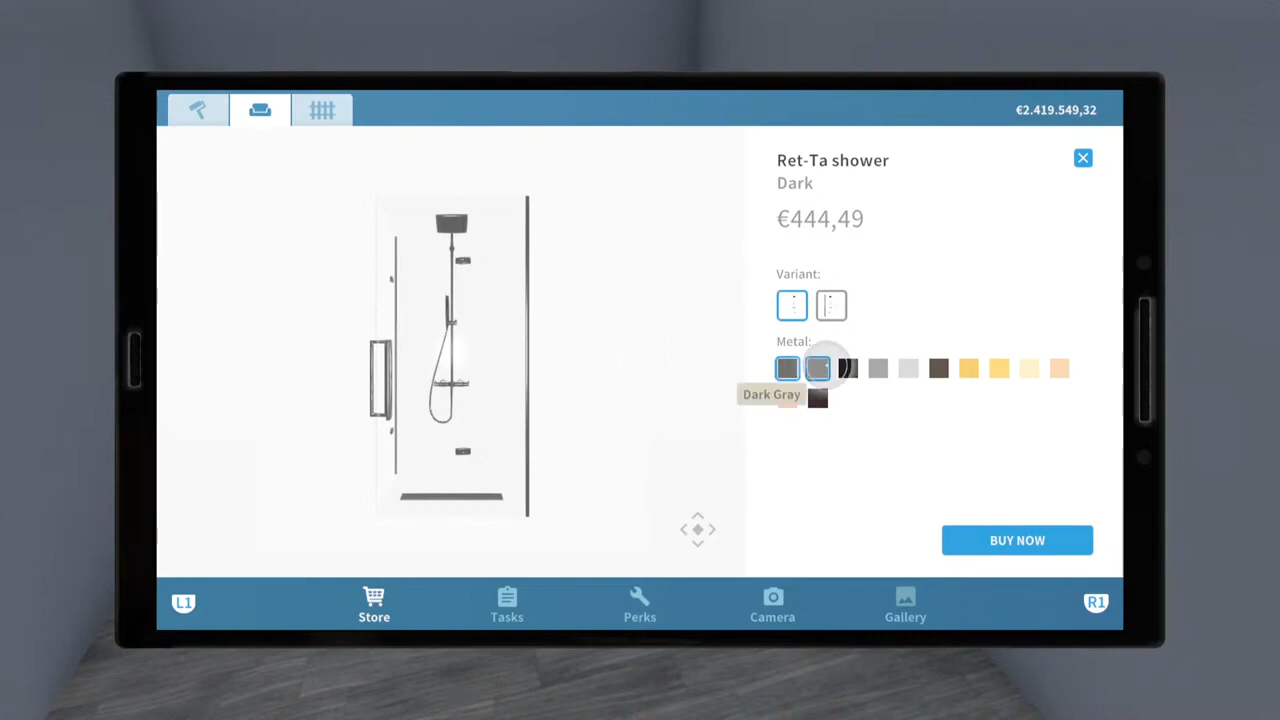 €2.419.549,32
Ret-Ta shower
Dark
€444,49
Variant:
Metal:
Dark Gray
BUY NOW
L1
Store
Tasks
Perks
Camera
Gallery
R1